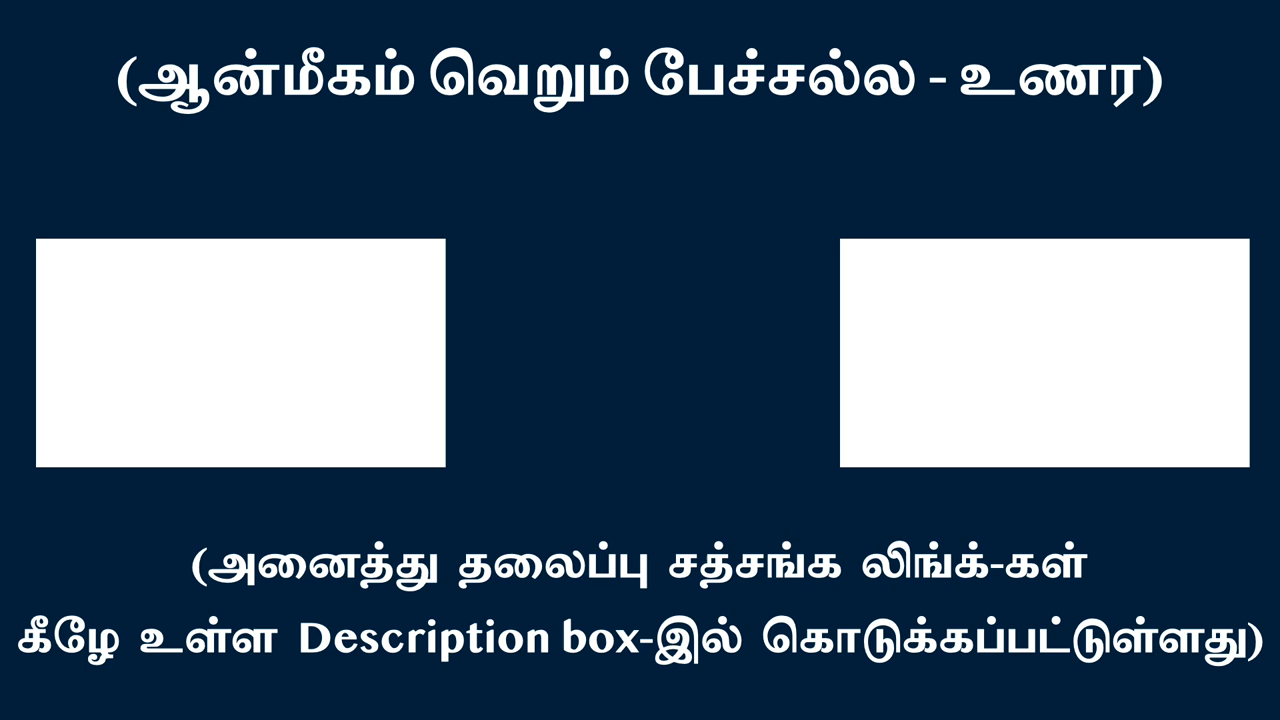 (ஆன்மீகம் வெறும் பேச்சல்ல - உணர)
(அனைத்து தலைப்பு சத்சங்க லிங்க்-கள்
கீழே உள்ள Description box-இல் கொடுக்கப்பட்டுள்ளது)